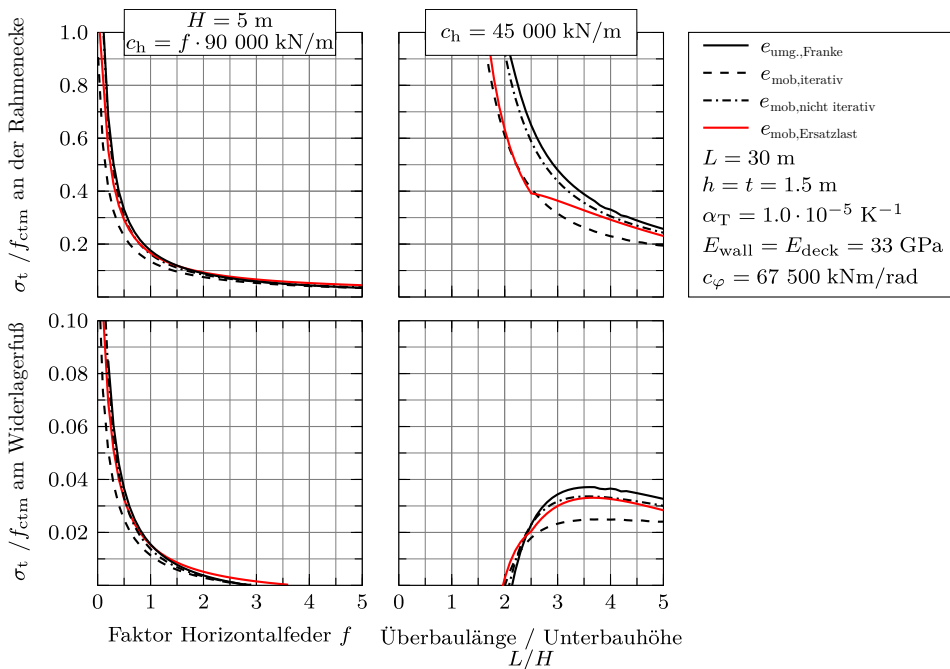 H = 5 m
c_h = f · 90 000 kN/m
c_h = 45 000 kN/m
σ_t /f_ctm an der Rahmenecke
1.0
0.8
0.6
0.4
0.2
e_umg.,Franke
e_mob,iterativ
e_mob,nicht iterativ
e_mob,Ersatzlast
L = 30 m
h = t = 1.5 m
α_T = 1.0 · 10^-5 K^-1
E_wall = E_deck = 33 GPa
c_φ = 67 500 kNm/rad
σ_t /f_ctm am Widerlagerfuß
0.10
0.08
0.06
0.04
0.02
0 1 2 3 4 5
0 1 2 3 4 5
Faktor Horizontalfeder f
Überbaulänge / Unterbauhöhe
L/H